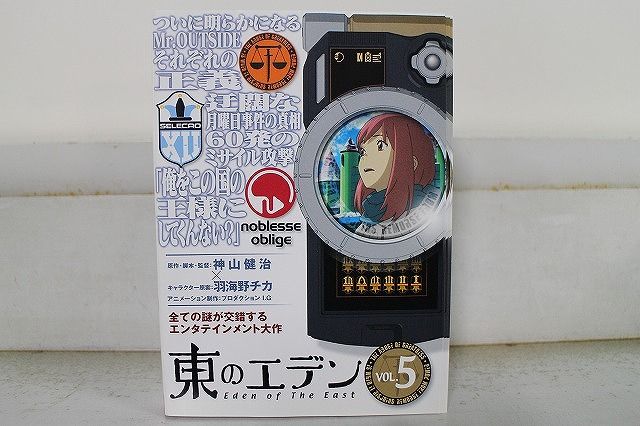 ついに明らかになる
Mr.OUTSIDE
それぞれの
正義
迂闊な
月曜日事件の真相
60発の
ミサイル攻撃
「俺をこの国の
王様に
してくんない?」
SELECAO
XII
noblesse
oblige
原作・脚本・監督:神山健治
×
キャラクター原案:羽海野チカ
アニメーション制作:プロダクションI.G
全ての謎が交錯する
エンタテインメント大作
東のエデン
Eden of The East
VOL.5